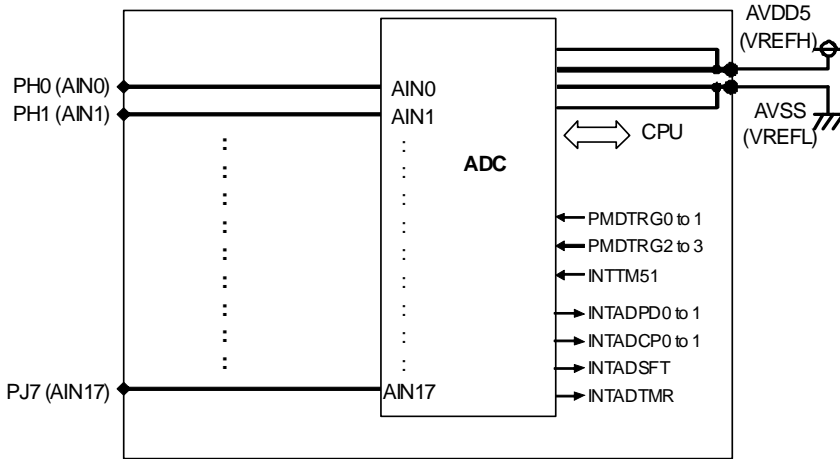 AVDD5
(VREFH)
PH0 (AIN0)
AIN0
PH1 (AIN1)
AIN1
AVSS
(VREFL)
CPU
ADC
PMDTRG0 to 1
PMDTRG2 to 3
INTTM51
INTADPD0 to 1
INTADCP0 to 1
INTADSFT
PJ7 (AIN17)
AIN17
INTADTMR